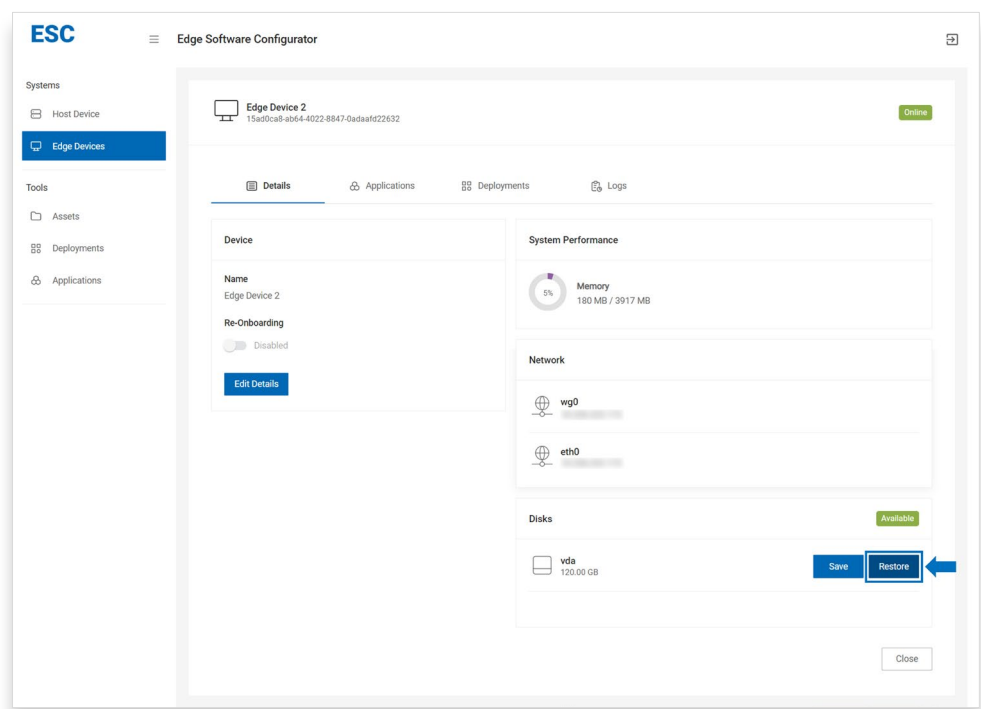 ESC
Edge Software Configurator
Systems
Host Device
Edge Devices
Tools
Assets
Deployments
Applications
Edge Device 2
15ad0ca8-ab64-4022-8847-0adaafd22632
Online
Details
Applications
Deployments
Logs
Device
Name
Edge Device 2
Re-Onboarding
Disabled
Edit Details
System Performance
5%
Memory
180 MB / 3917 MB
Network
wg0
eth0
Disks
Available
vda
120.00 GB
Save
Restore
Close